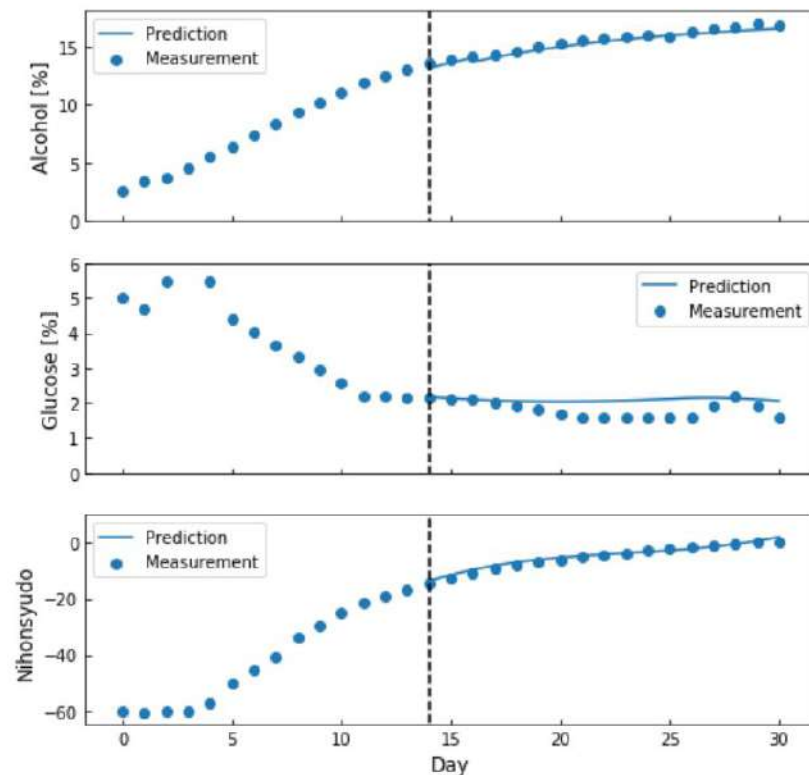 Alcohol [%]
15
10
5
0
Prediction
Measurement
Glucose [%]
6
5
4
3
2
1
0
Prediction
Measurement
Nihonsyudo
0
−20
−40
−60
Prediction
Measurement
0 5 10 15 20 25 30
Day